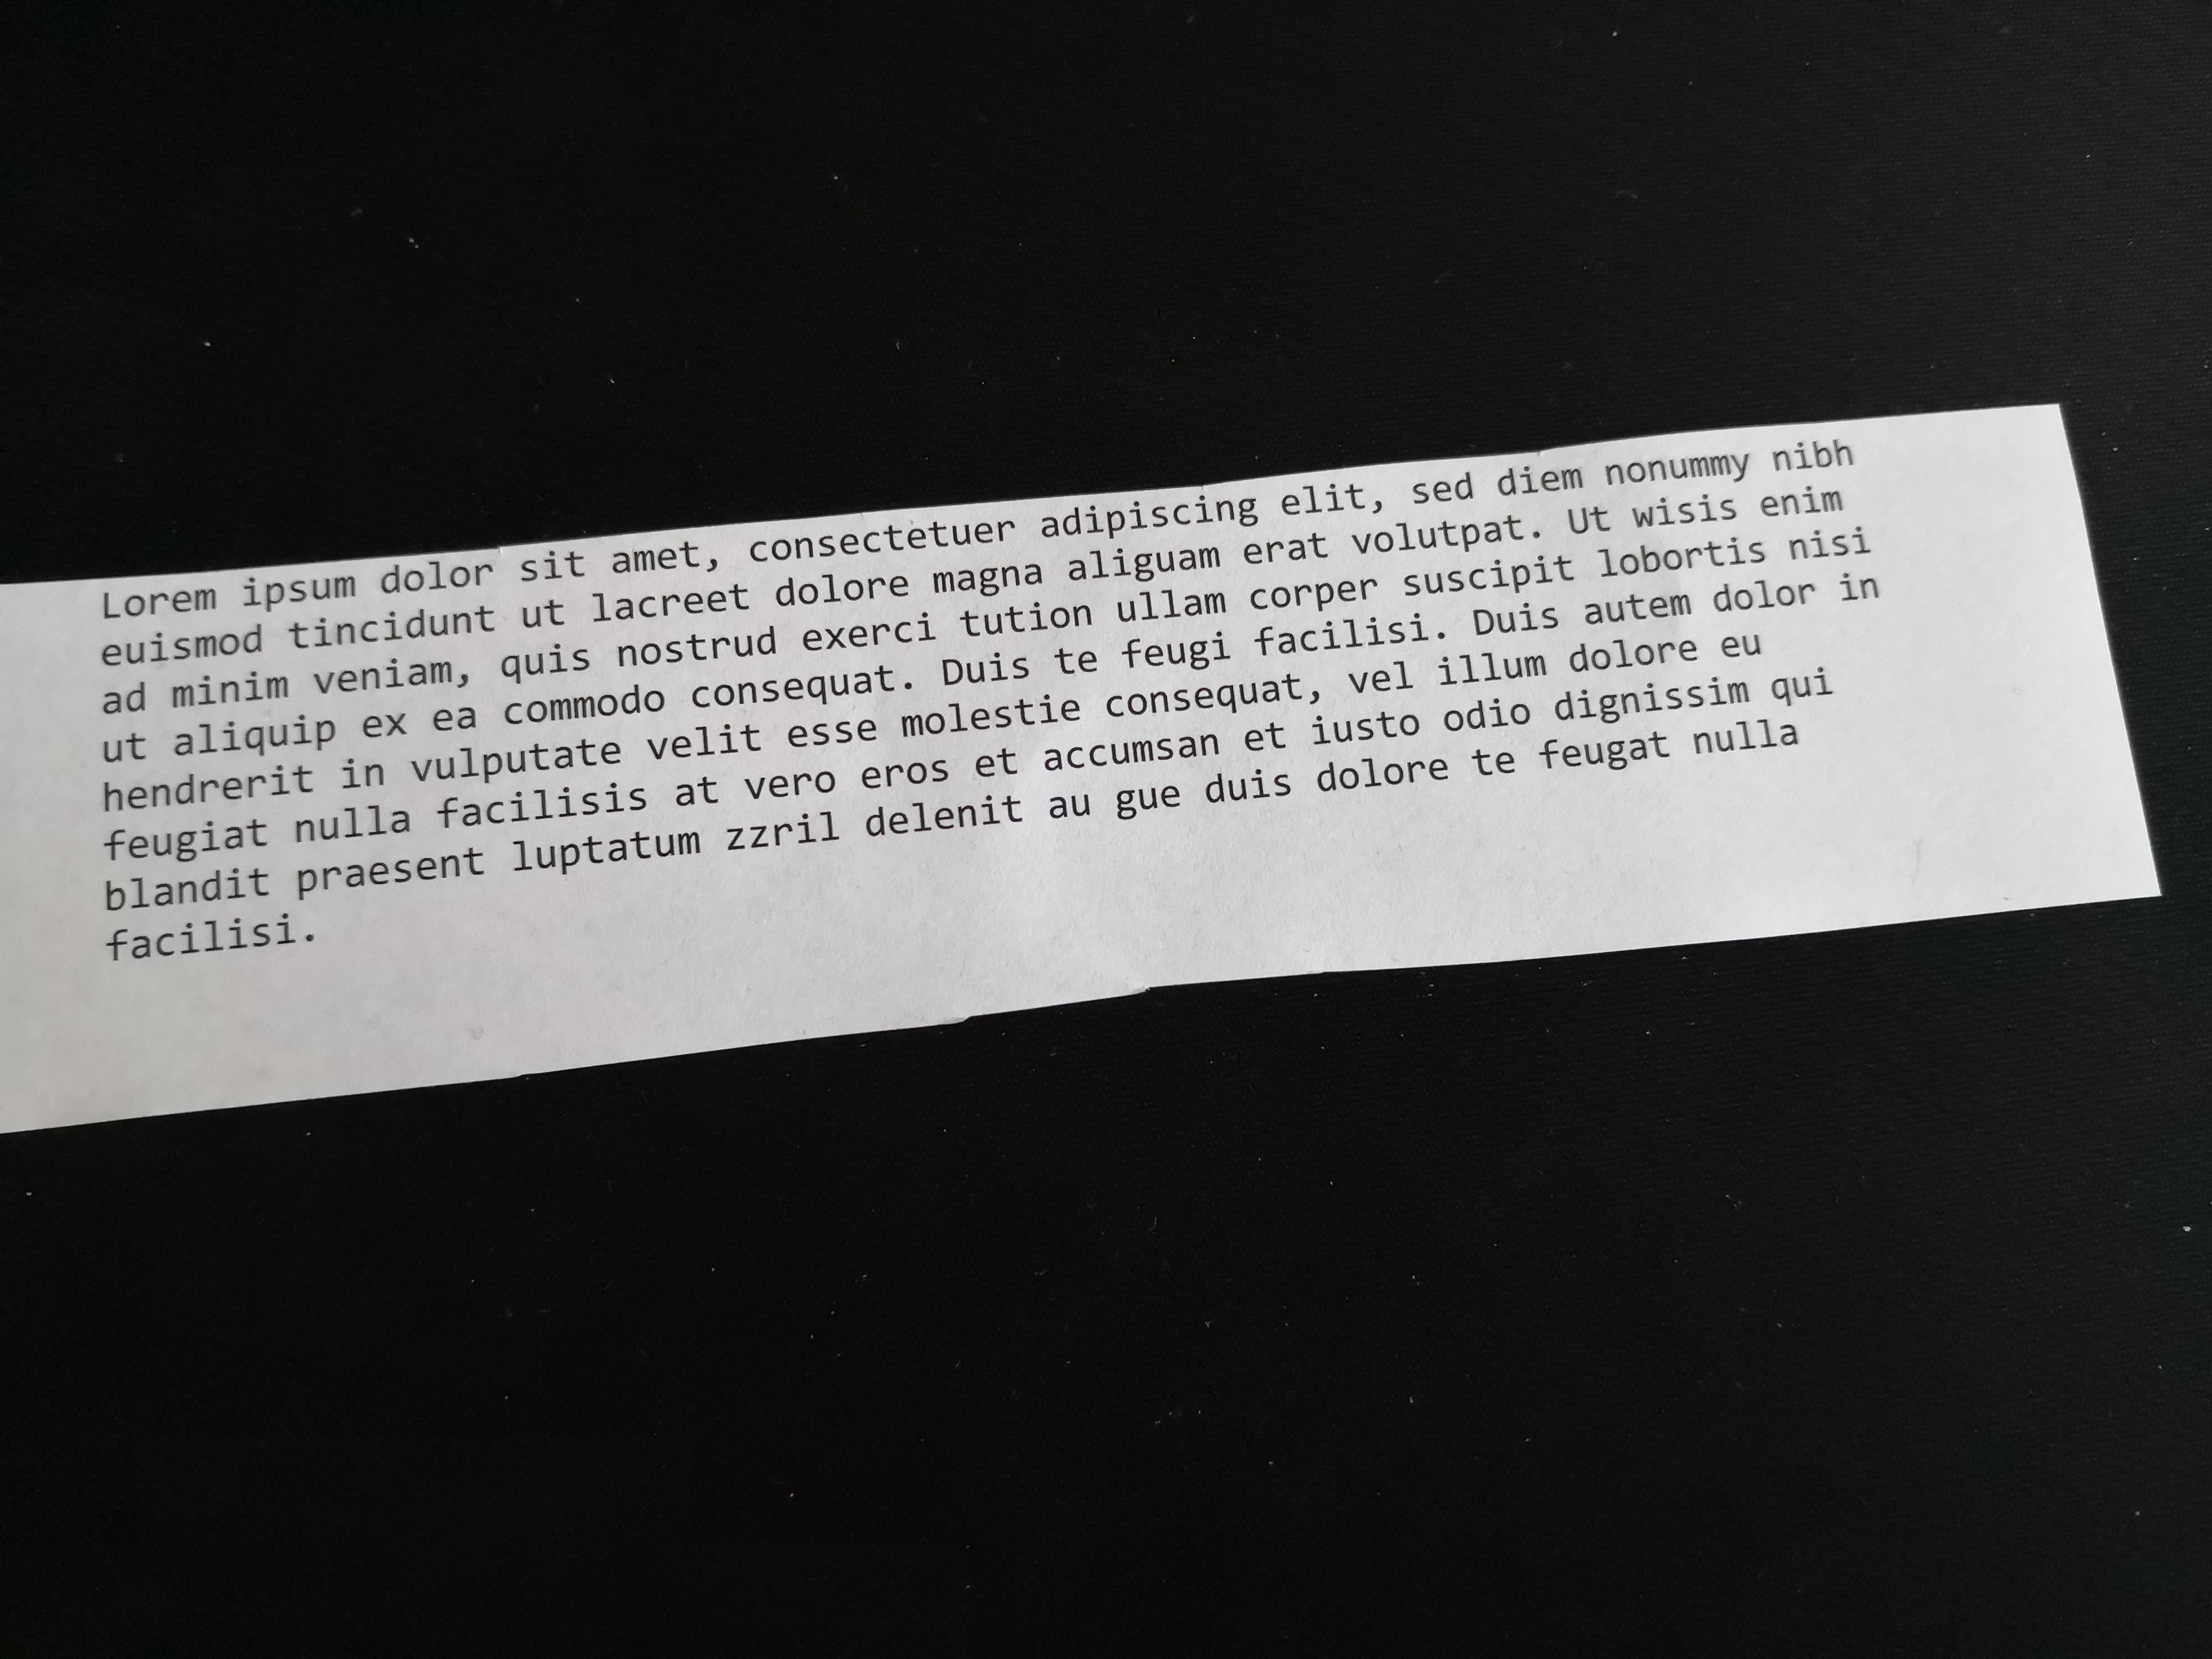 Lorem ipsum dolor sit amet, consectetuer adipiscing elit, sed diem nonummy nibh
euismod tincidunt ut lacreet dolore magna aliguam erat volutpat. Ut wisis enim
ad minim veniam, quis nostrud exerci tution ullam corper suscipit lobortis nisi
ut aliquip ex ea commodo consequat. Duis te feugi facilisi. Duis autem dolor in
hendrerit in vulputate velit esse molestie consequat, vel illum dolore eu
feugiat nulla facilisis at vero eros et accumsan et iusto odio dignissim qui
blandit praesent luptatum zzril delenit au gue duis dolore te feugat nulla
facilisi.